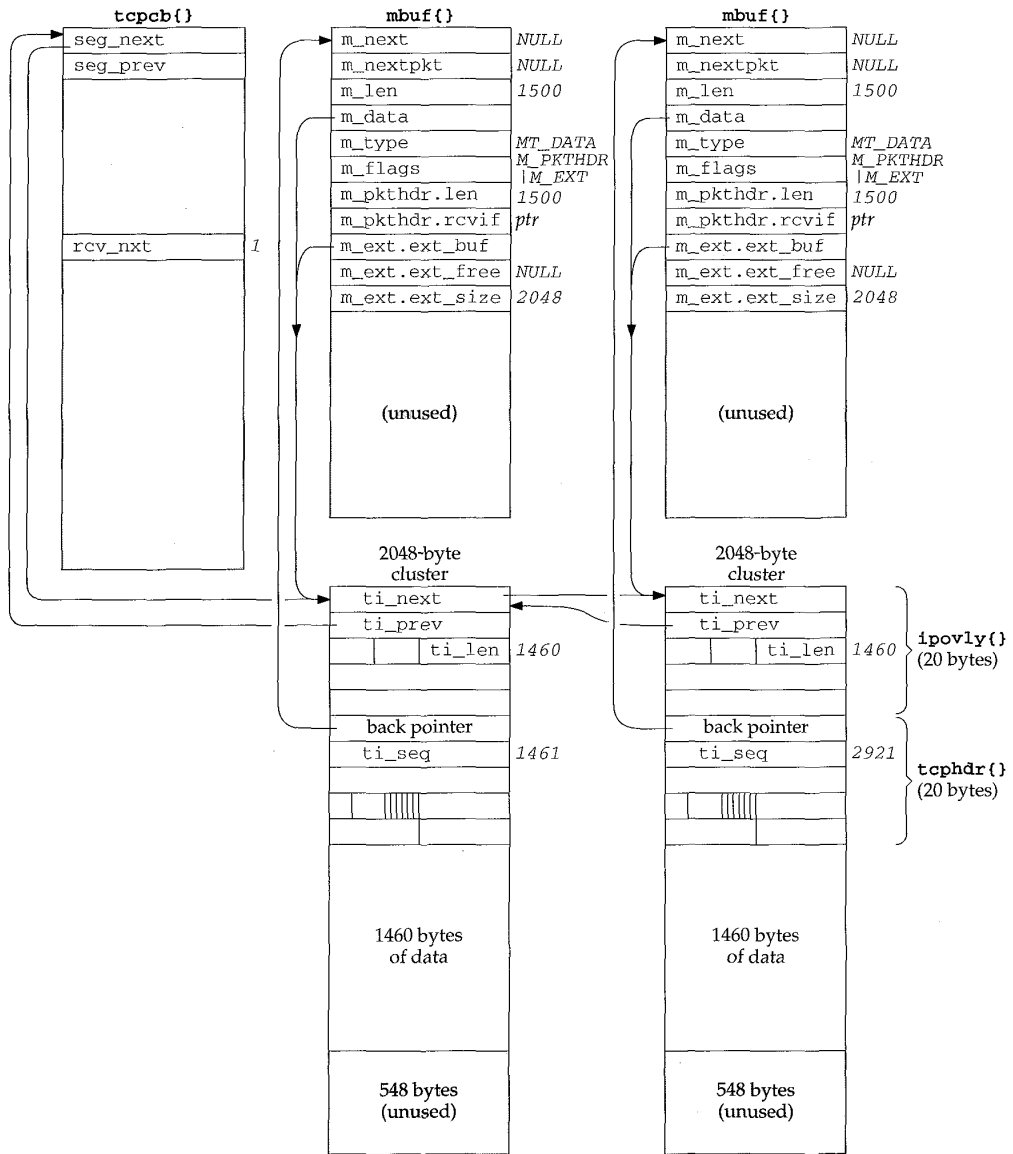 tcpcb{}
seg_next
seg_prev
rcv_nxt 1
mbuf{}
m_next NULL
m_nextpkt NULL
m_len 1500
m_data
m_type MT_DATA
m_flags M_PKTHDR
|M_EXT
m_pkthdr.len 1500
m_pkthdr.rcvif ptr
m_ext.ext_buf
m_ext.ext_free NULL
m_ext.ext_size 2048
(unused)
2048-byte
cluster
ti_next
ti_prev
ti_len 1460
back pointer
ti_seq 1461
1460 bytes
of data
548 bytes
(unused)
mbuf{}
m_next NULL
m_nextpkt NULL
m_len 1500
m_data
m_type MT_DATA
m_flags M_PKTHDR
|M_EXT
m_pkthdr.len 1500
m_pkthdr.rcvif ptr
m_ext.ext_buf
m_ext.ext_free NULL
m_ext.ext_size 2048
(unused)
2048-byte
cluster
ti_next
ti_prev
ti_len 1460
back pointer
ti_seq 2921
1460 bytes
of data
548 bytes
(unused)
ipovly{}
(20 bytes)
tcphdr{}
(20 bytes)